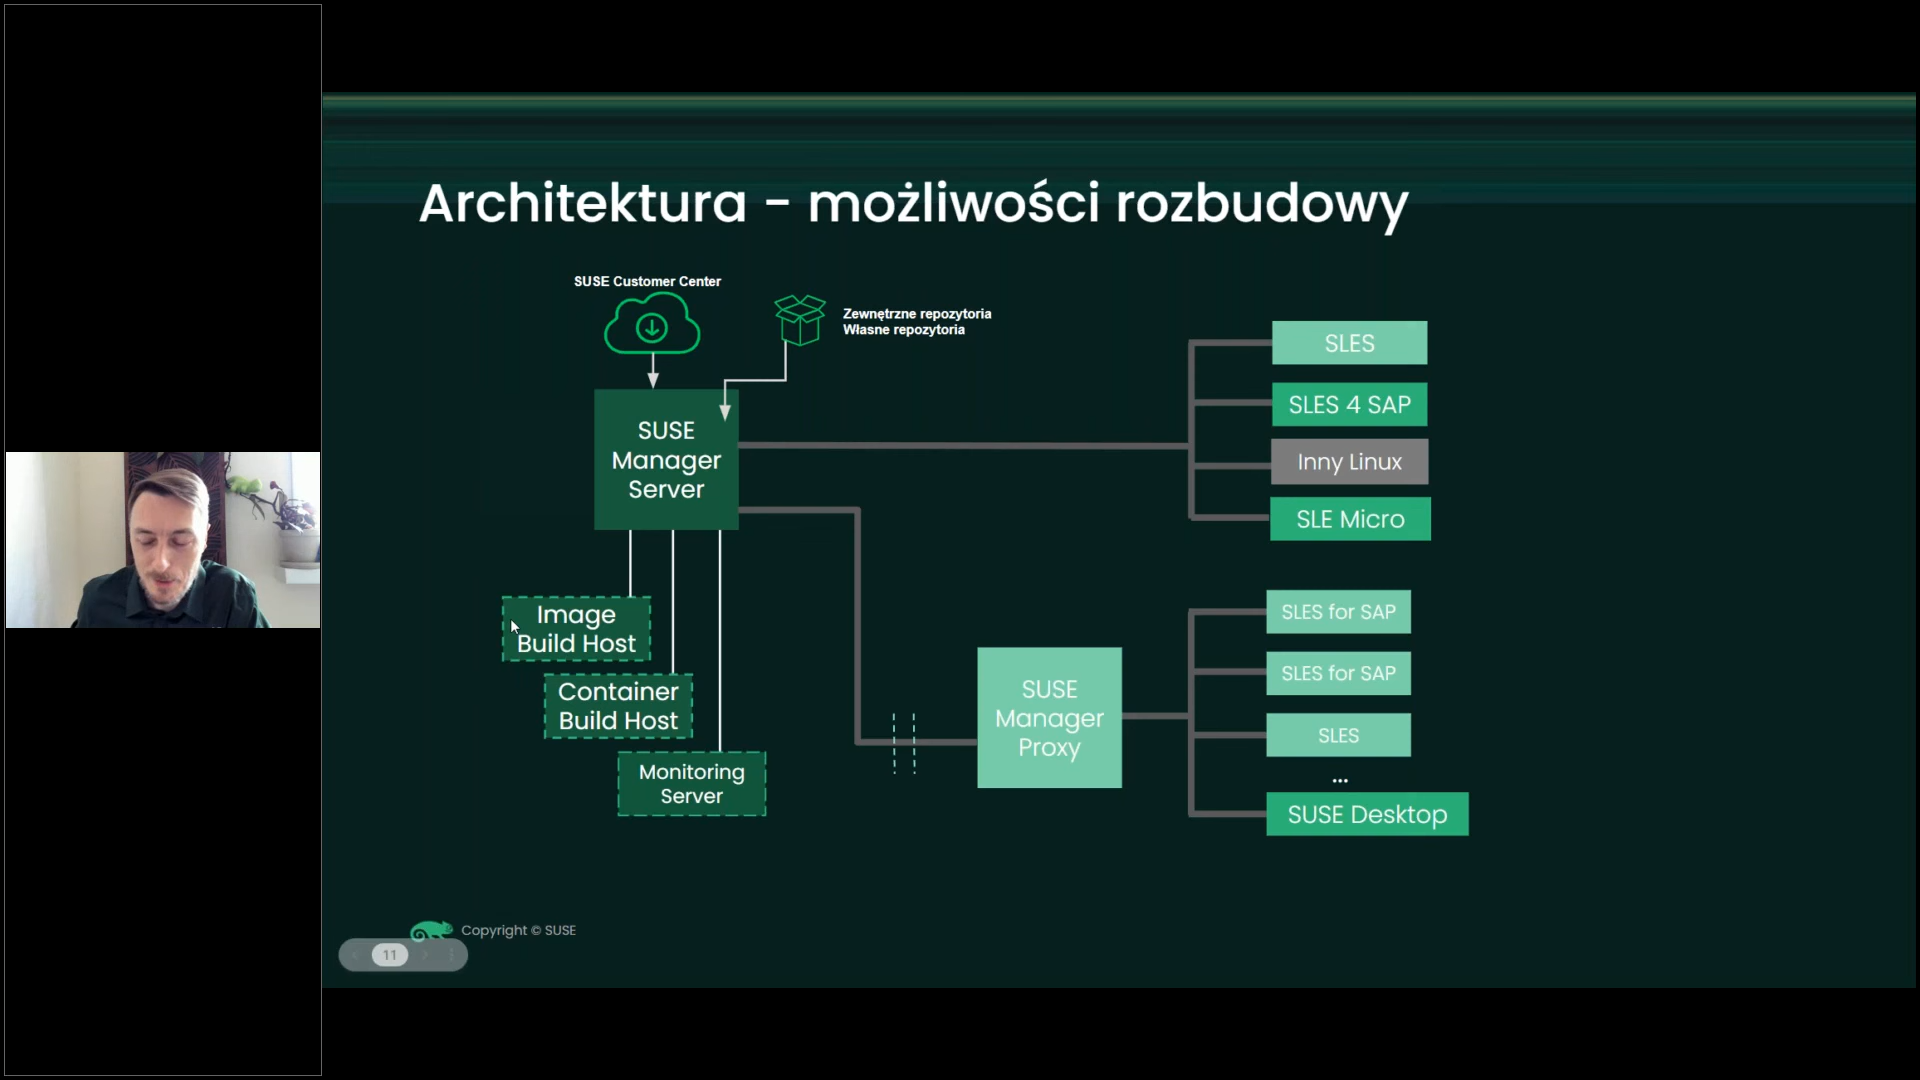 Architektura - możliwości rozbudowy
SUSE Customer Center
Zewnętrzne repozytoria
Własne repozytoria
SUSE
Manager
Server
SLES
SLES 4 SAP
Inny Linux
SLE Micro
Image
Build Host
Container
Build Host
Monitoring
Server
SUSE
Manager
Proxy
SLES for SAP
SLES for SAP
SLES
...
SUSE Desktop
Copyright © SUSE
11